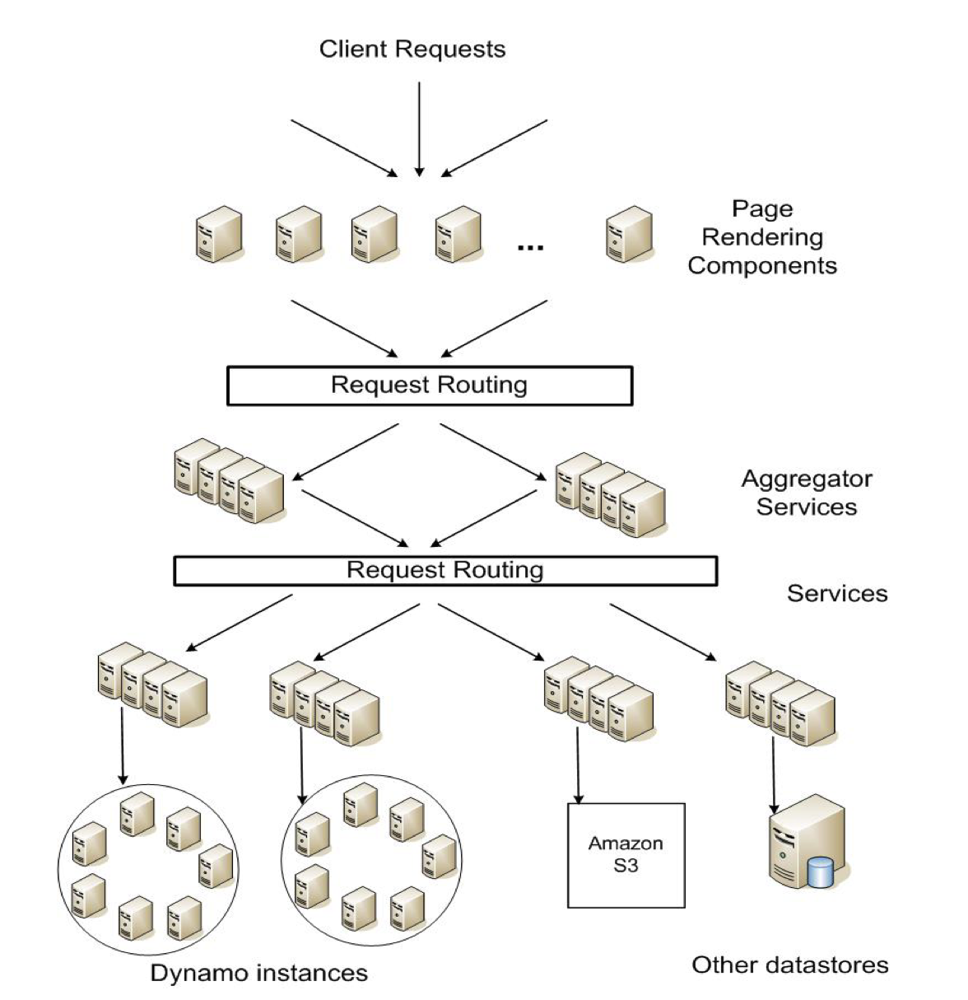 Client Requests
Page
Rendering
Components
...
Request Routing
Aggregator
Services
Request Routing
Services
Amazon
S3
Dynamo instances
Other datastores